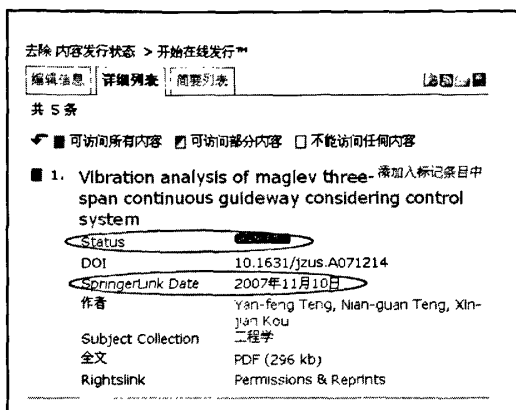 去除 内容发行状态 > 开始在线发行™
编辑信息 详细列表 简要列表
共 5 条
可访问所有内容 可访问部分内容 不能访问任何内容
1. Vibration analysis of maglev three- 添加入标记条目中
span continuous guideway considering control
system
Status
DOI 10.1631/jzus.A071214
SpringerLink Date 2007年11月10日
作者 Yan-feng Teng, Nian-guan Teng, Xin-
jian Kou
Subject Collection 工程学
全文 PDF (296 kb)
Rightslink Permissions & Reprints